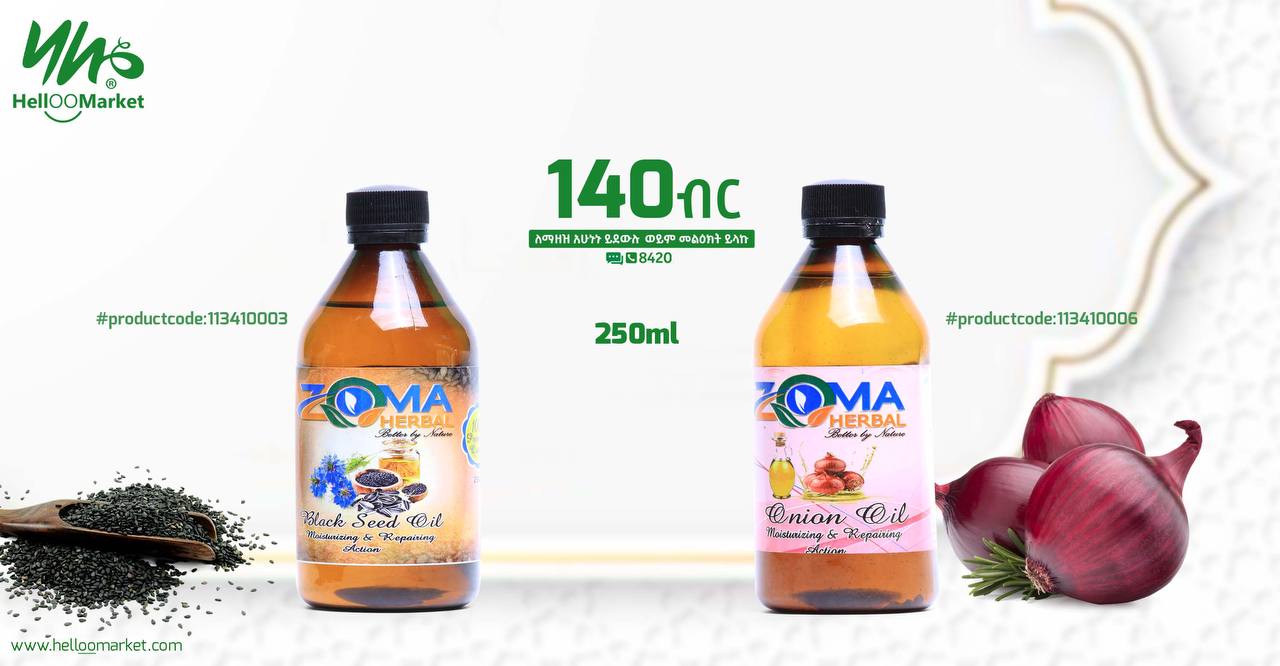 ሃሎ
HellOOMarket
140ብር
ለማዘዝ አሁኑኑ ይደውሉ ወይም መልዕክት ይላኩ
8420
#productcode:113410003
250ml
#productcode:113410006
ZOMA
HERBAL
Better by Nature
Black Seed Oil
Moisturizing & Repairing
Action
ZOMA
HERBAL
Better by Nature
Onion Oil
Moisturizing & Repairing
Action
www.helloomarket.com